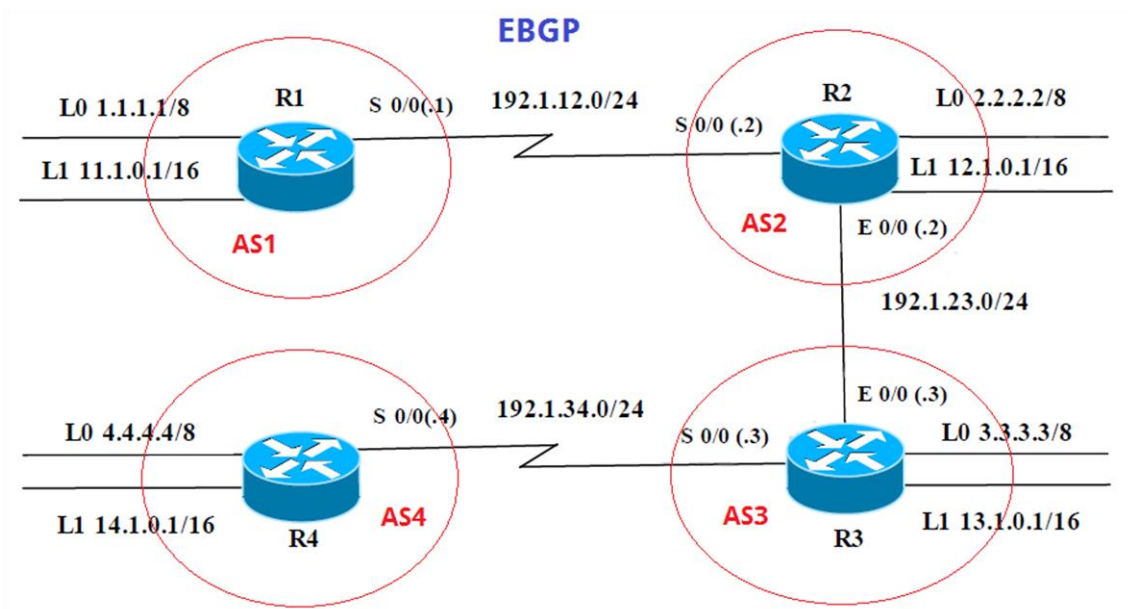 EBGP
L0 1.1.1.1/8
R1
S 0/0(.1)
192.1.12.0/24
S 0/0 (.2)
R2
L0 2.2.2.2/8
L1 11.1.0.1/16
L1 12.1.0.1/16
AS1
AS2
E 0/0 (.2)
192.1.23.0/24
L0 4.4.4.4/8
S 0/0(.4)
192.1.34.0/24
S 0/0 (.3)
E 0/0 (.3)
L0 3.3.3.3/8
L1 14.1.0.1/16
R4
AS4
AS3
R3
L1 13.1.0.1/16